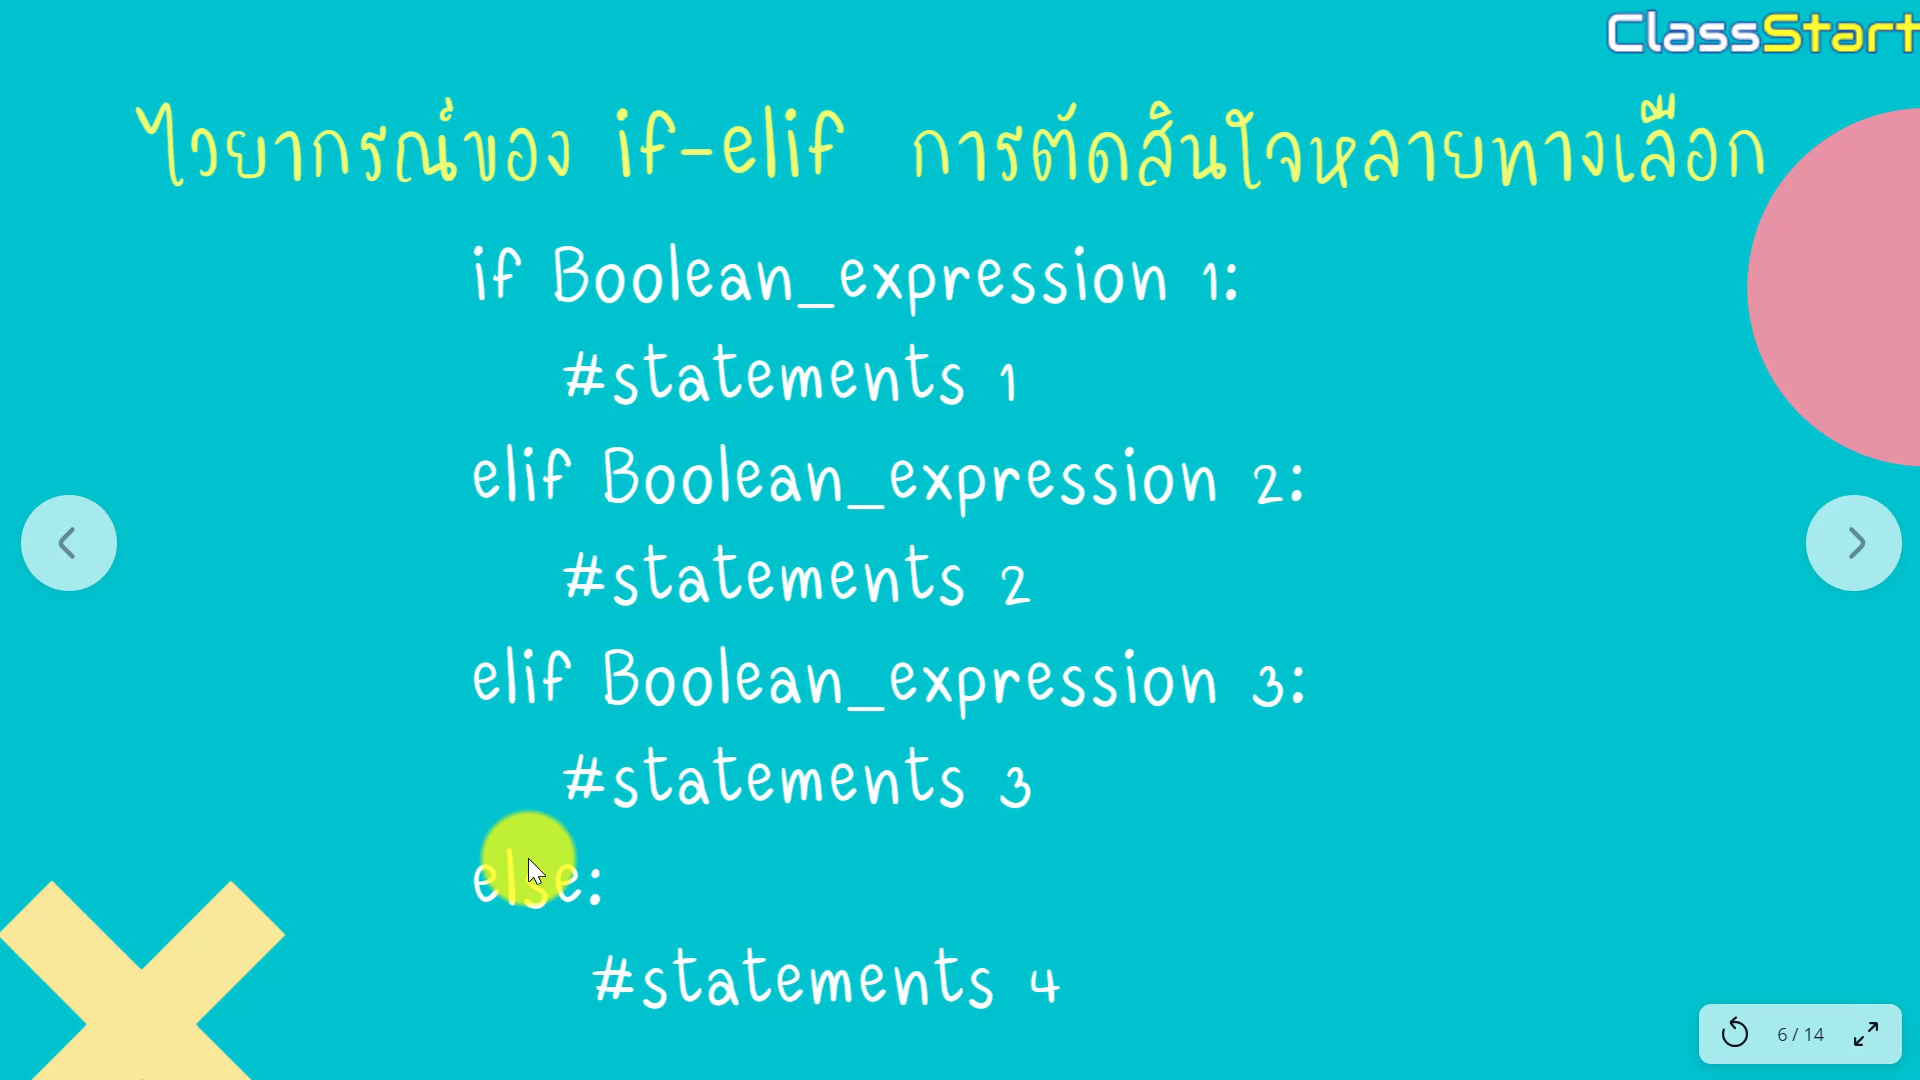 ClassStart
ไวยากรณ์ของ if-elif การตัดสินใจหลายทางเลือก
if Boolean_expression 1:
#statements 1
elif Boolean_expression 2:
#statements 2
elif Boolean_expression 3:
#statements 3
else:
#statements 4
6 / 14